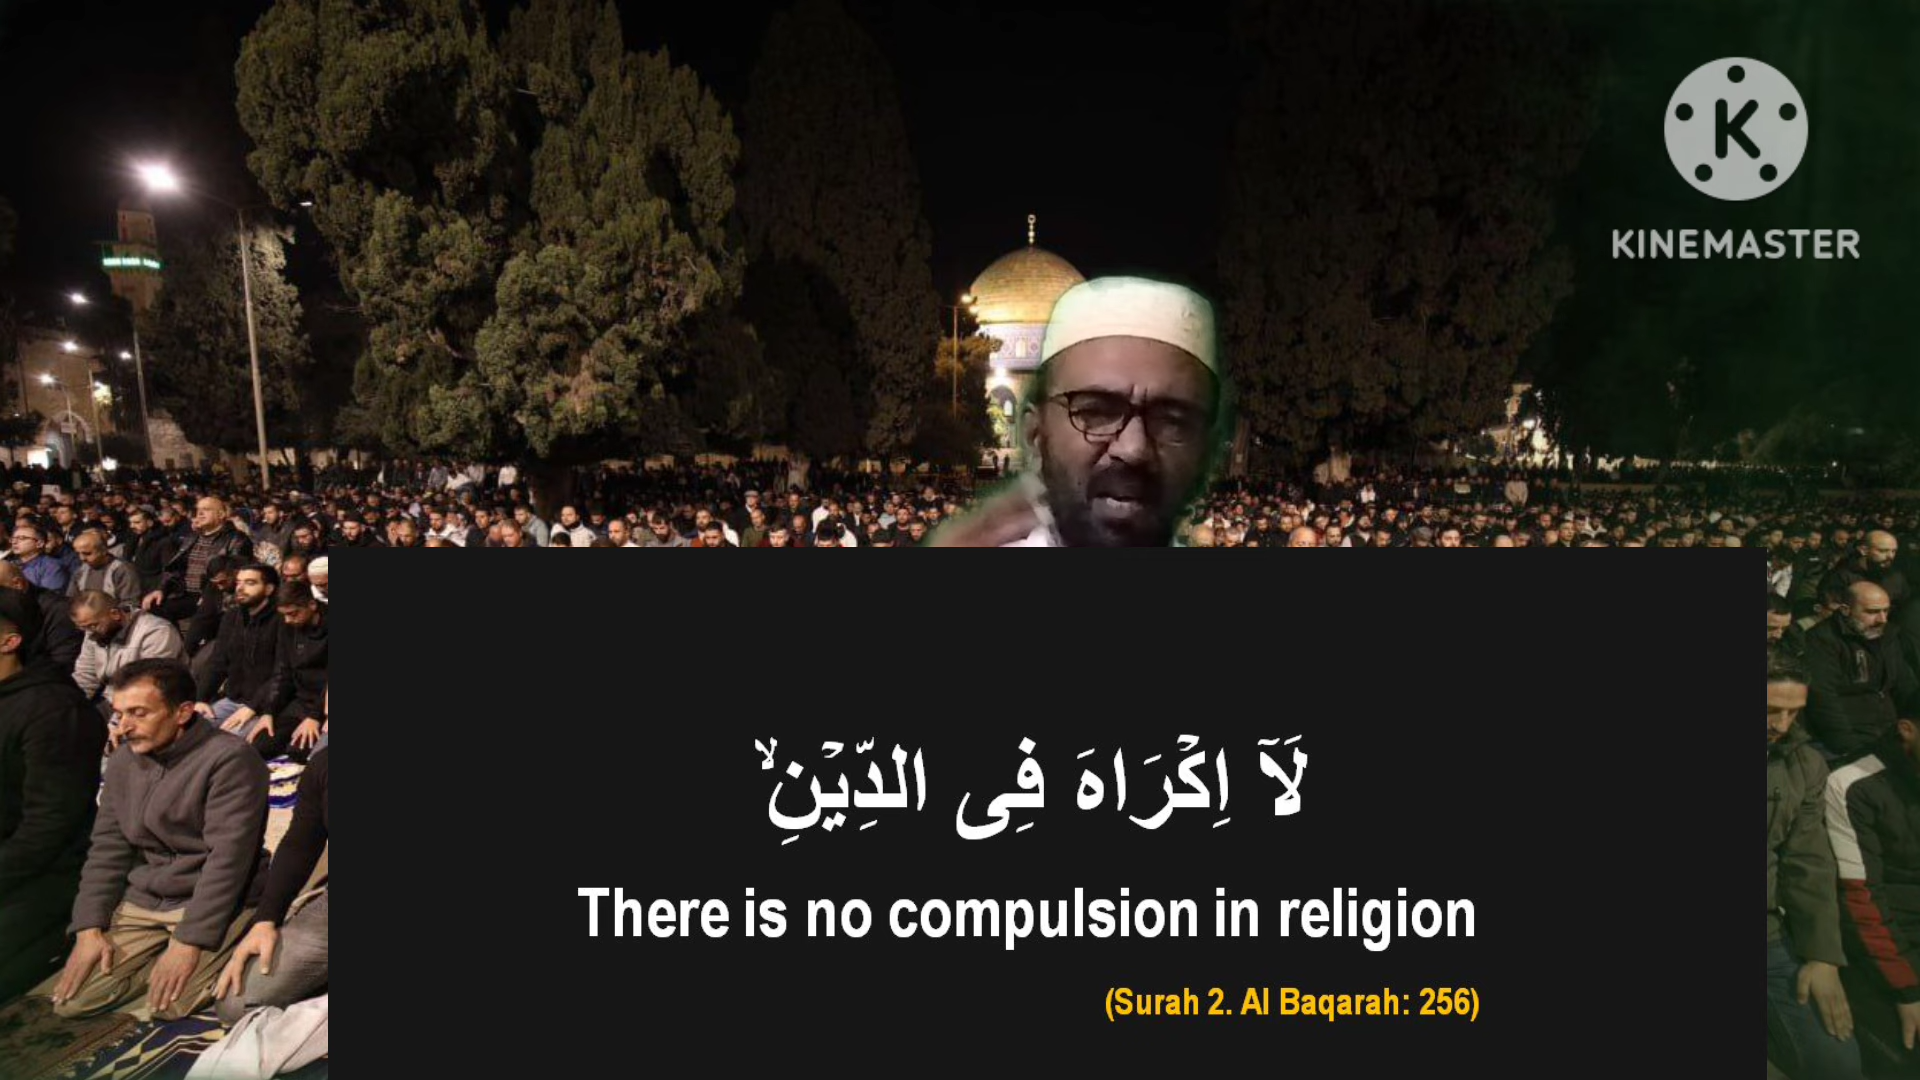 K
KINEMASTER
لَآ اِكْرَاهَ فِى الدِّيْنِۙ
There is no compulsion in religion
(Surah 2. Al Baqarah: 256)